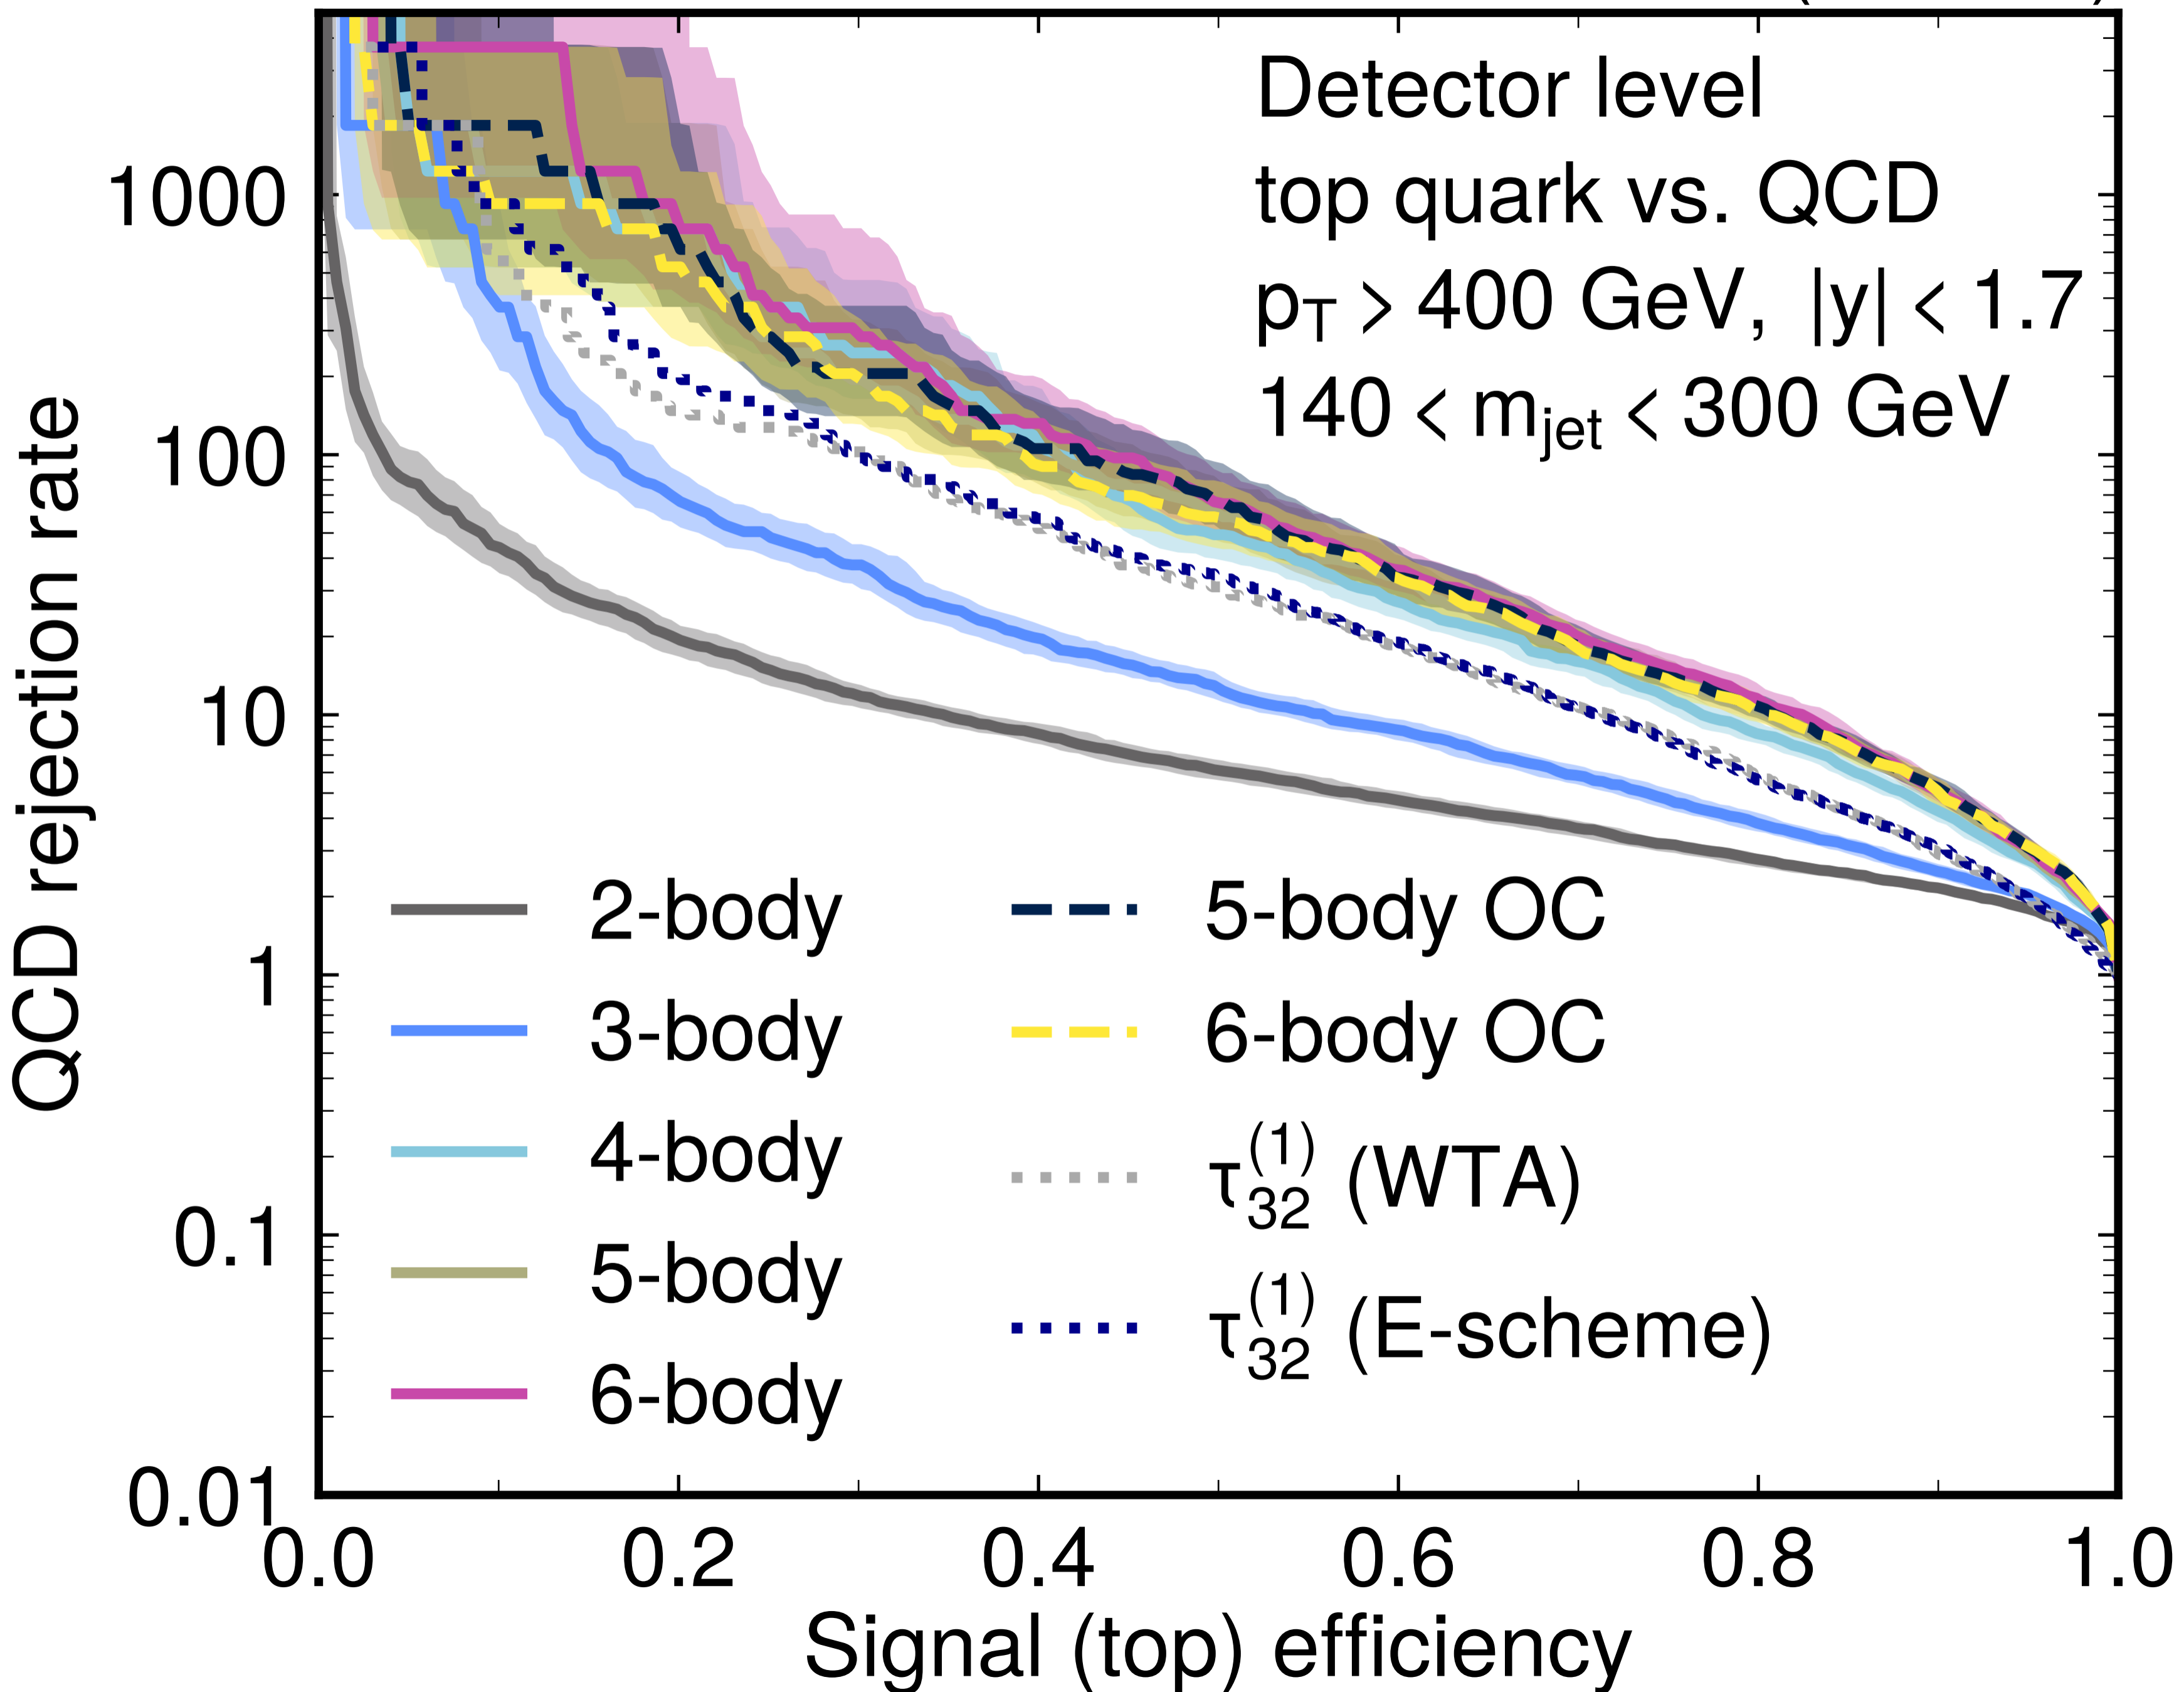 Detector level
top quark vs. QCD
pT > 400 GeV, |y| < 1.7
140 < mjet < 300 GeV
QCD rejection rate
1000
100
10
1
0.1
0.01
2-body
3-body
4-body
5-body
6-body
5-body OC
6-body OC
τ32(1) (WTA)
τ32(1) (E-scheme)
0.0 0.2 0.4 0.6 0.8 1.0
Signal (top) efficiency